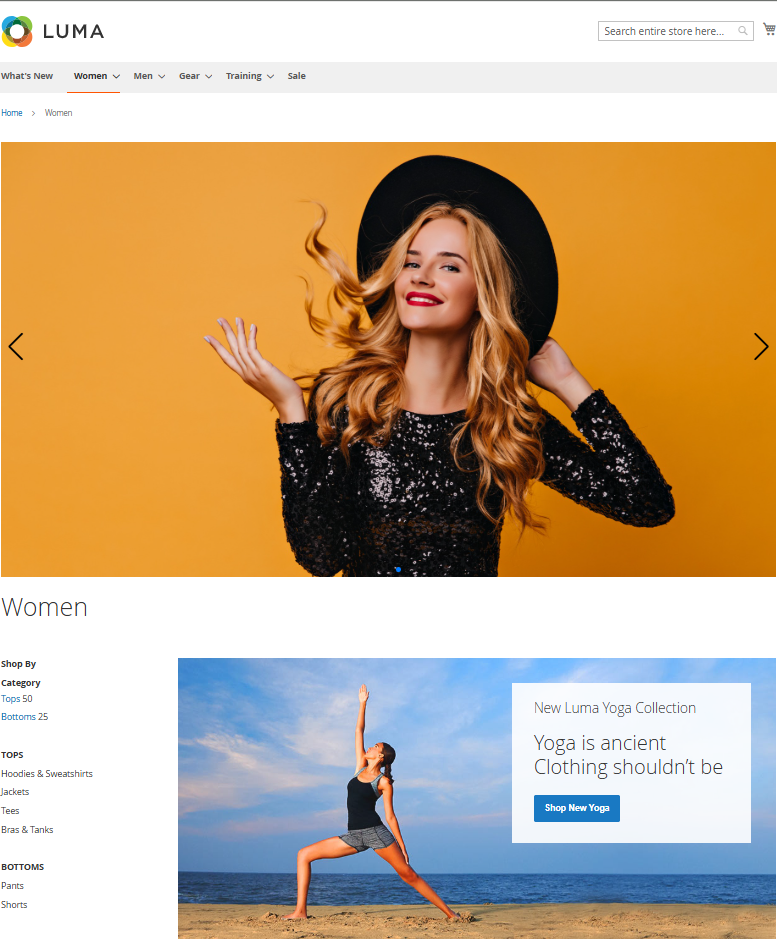 LUMA
Search entire store here...
What's New Women Men Gear Training Sale
Home > Women
Women
Shop By
Category
Tops 50
Bottoms 25
TOPS
Hoodies & Sweatshirts
Jackets
Tees
Bras & Tanks
BOTTOMS
Pants
Shorts
New Luma Yoga Collection
Yoga is ancient
Clothing shouldn't be
Shop New Yoga